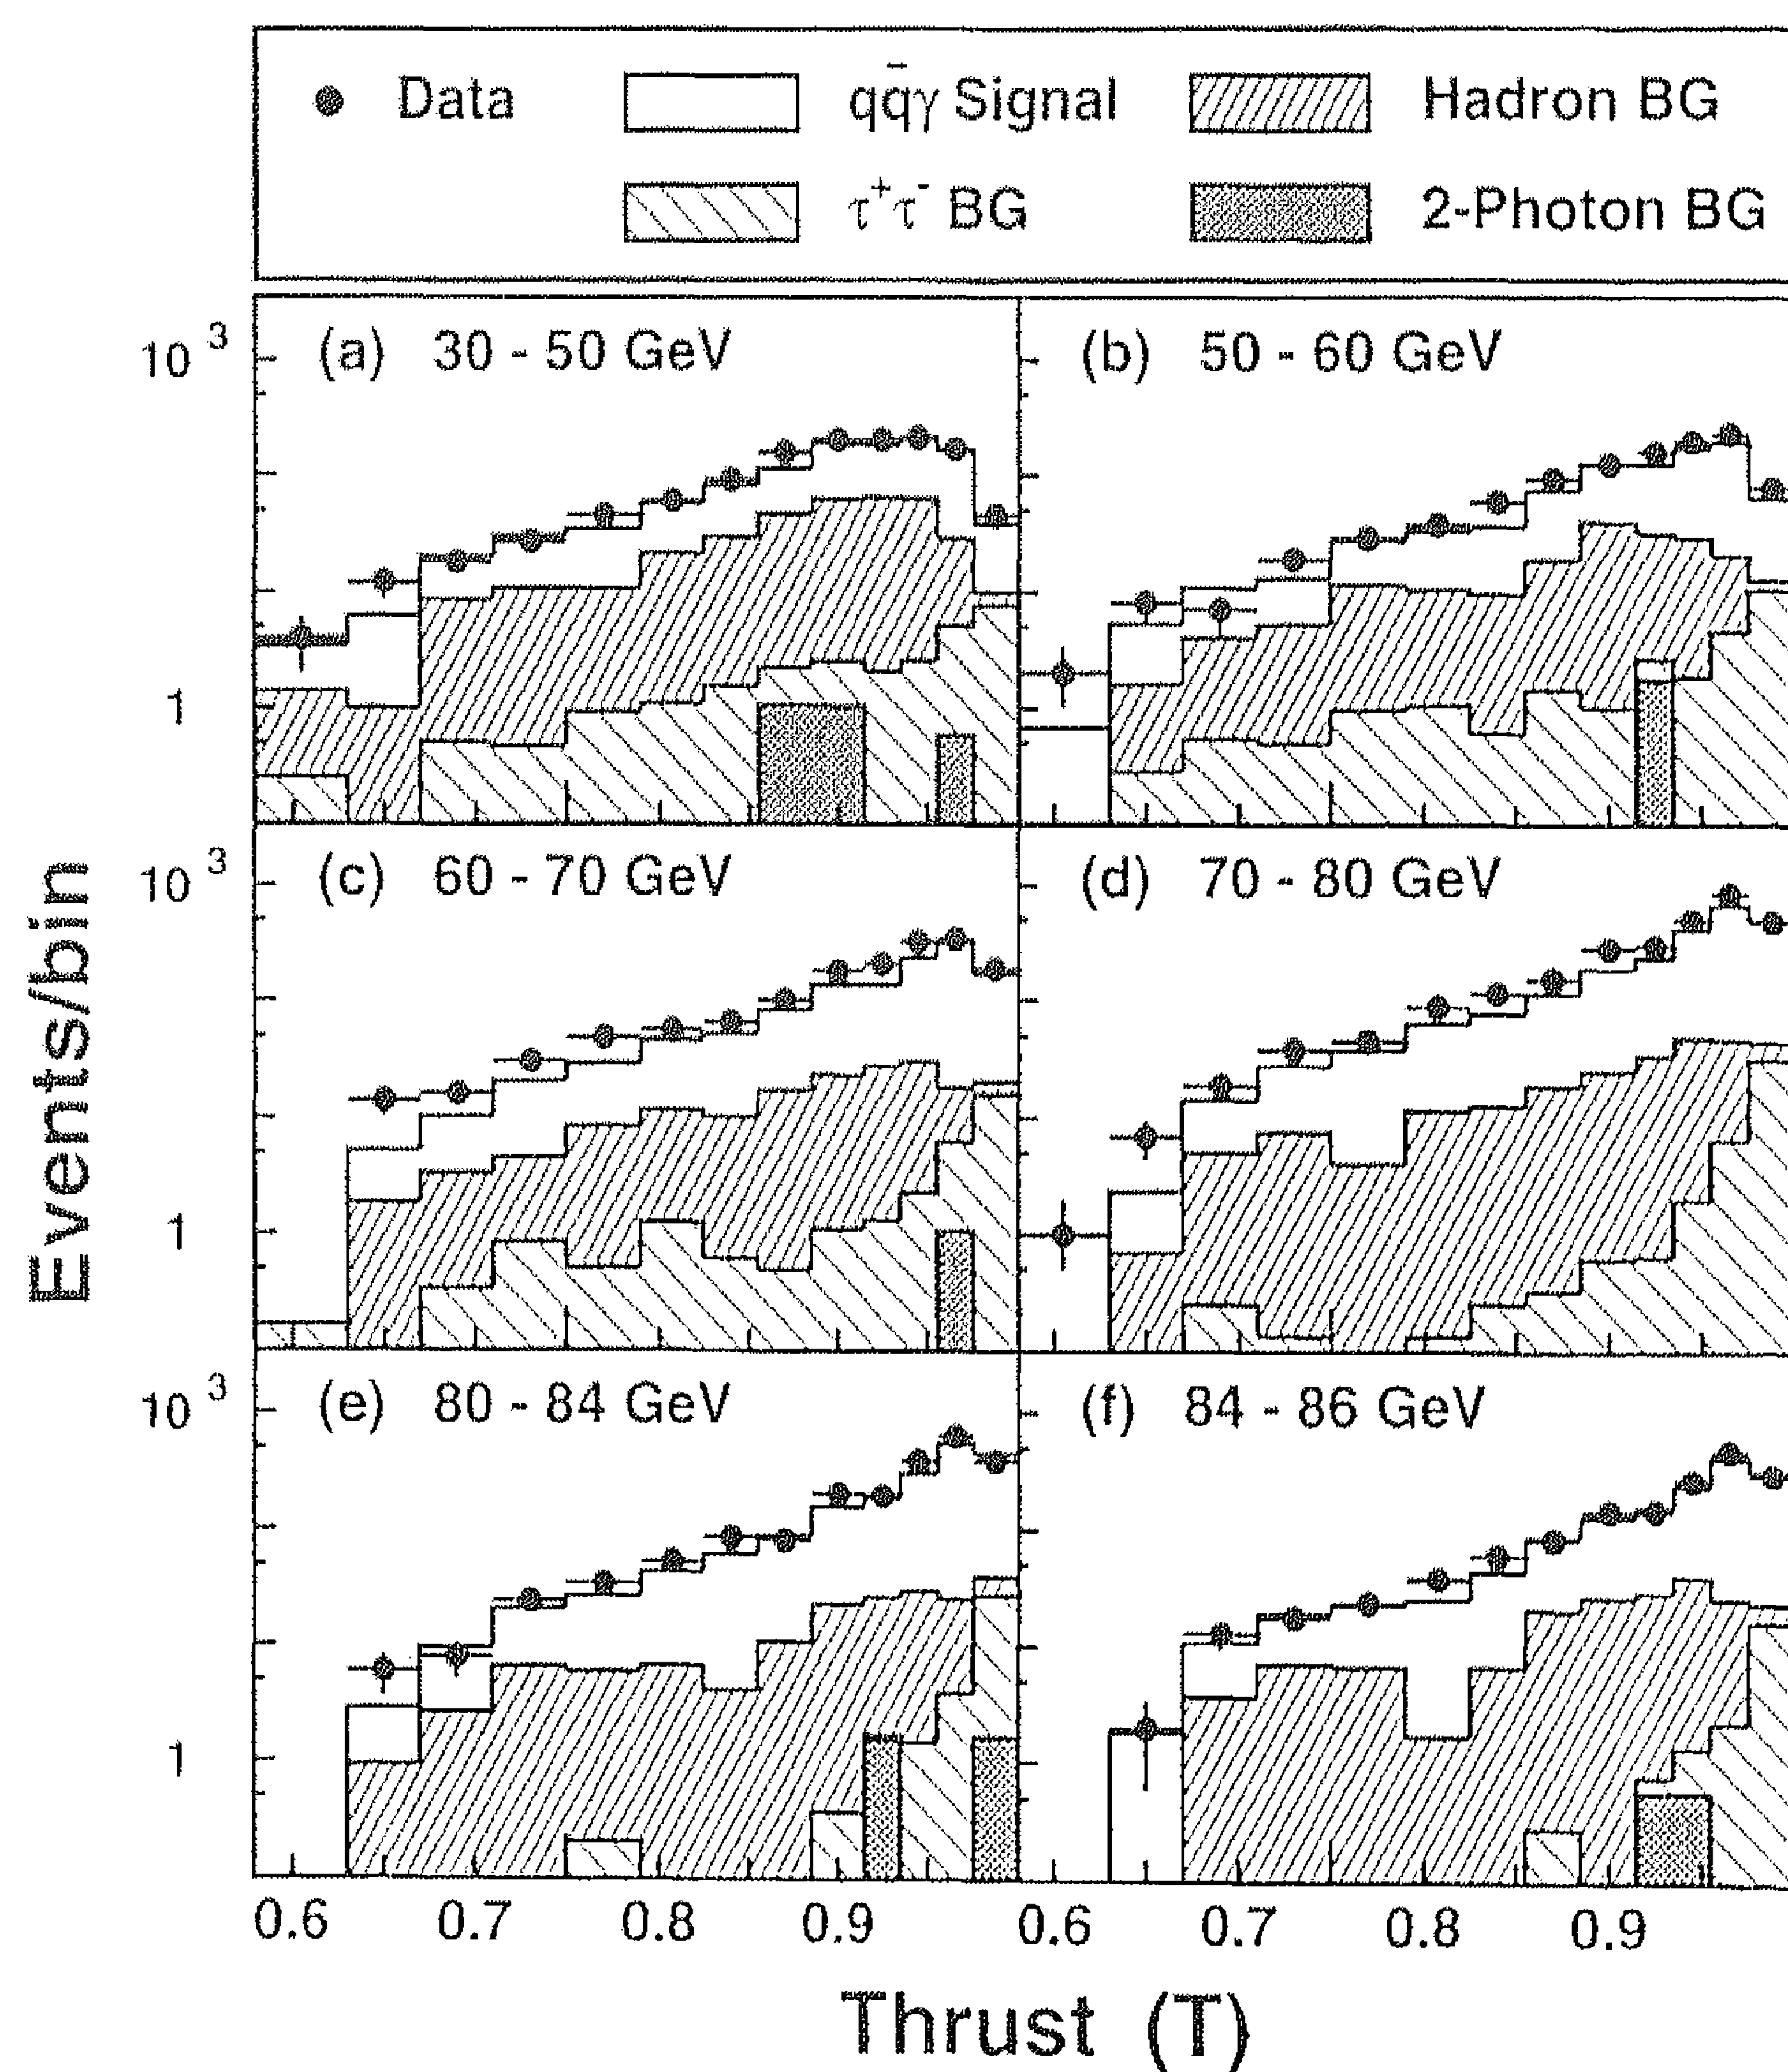 Data q̄qγ Signal Hadron BG
τ⁺τ⁻ BG 2-Photon BG
10³ (a) 30 - 50 GeV (b) 50 - 60 GeV
1
10³ (c) 60 - 70 GeV (d) 70 - 80 GeV
1
10³ (e) 80 - 84 GeV (f) 84 - 86 GeV
1
Events/bin
0.6 0.7 0.8 0.9 0.6 0.7 0.8 0.9
Thrust (T)